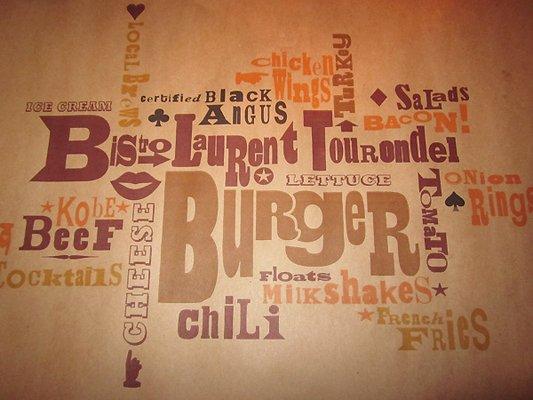 Local Brews
Chicken
Wings
Turkey
ICE CREAM
certified Black
Angus
Salads
Bacon!
Bistro Laurent Tourondel
LETTUCE
Burger
Onion
Rings
Tomato
Kobe
Beef
Cocktails
CHEESE
Floats
Milkshakes
chili
French
Fries